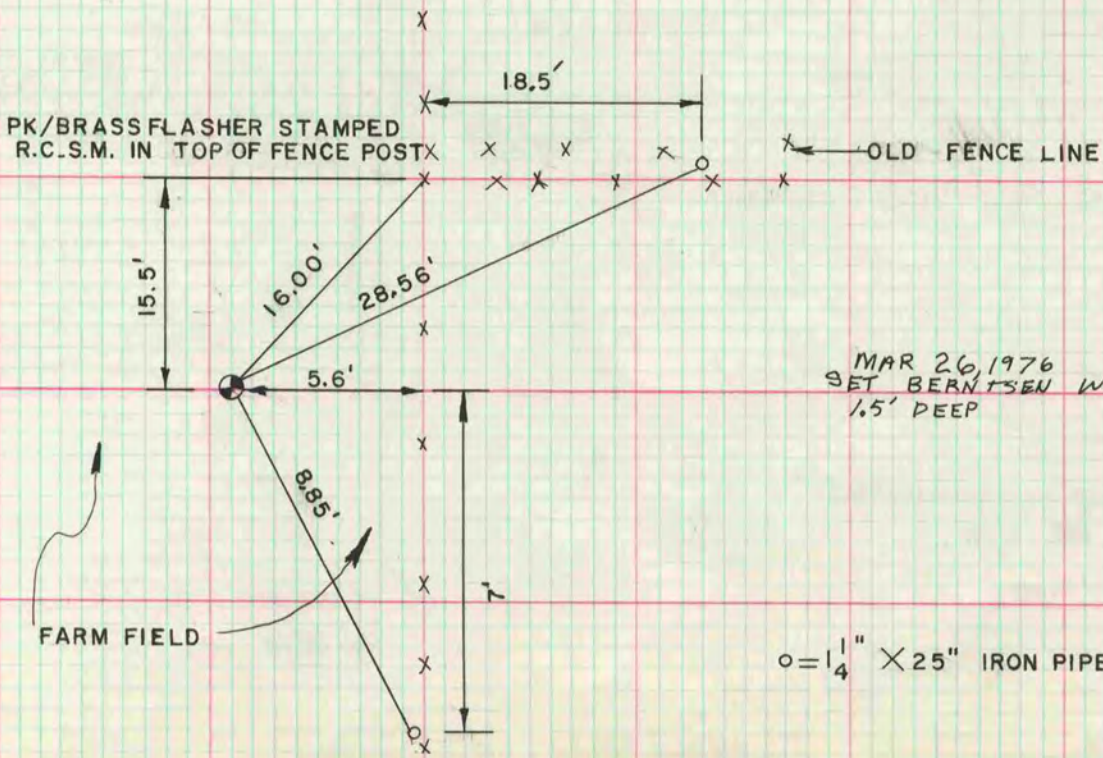 18.5'
PK/BRASS FLASHER STAMPED
R.C.S.M. IN TOP OF FENCE POST
OLD FENCE LINE
15.5'
16.00'
28.56'
5.6'
MAR 26, 1976
SET BERNTSEN
1.5' DEEP
8.85'
7'
FARM FIELD
o = 1 1/4" X 25" IRON PIPE